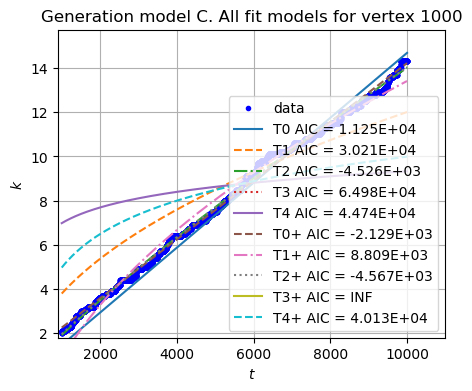 Generation model C. All fit models for vertex 1000
14
12
10
8
6
4
2
k
2000
4000
6000
8000
10000
t
data
T0 AIC = 1.125E+04
T1 AIC = 3.021E+04
T2 AIC = -4.526E+03
T3 AIC = 6.498E+04
T4 AIC = 4.474E+04
T0+ AIC = -2.129E+03
T1+ AIC = 8.809E+03
T2+ AIC = -4.567E+03
T3+ AIC = INF
T4+ AIC = 4.013E+04